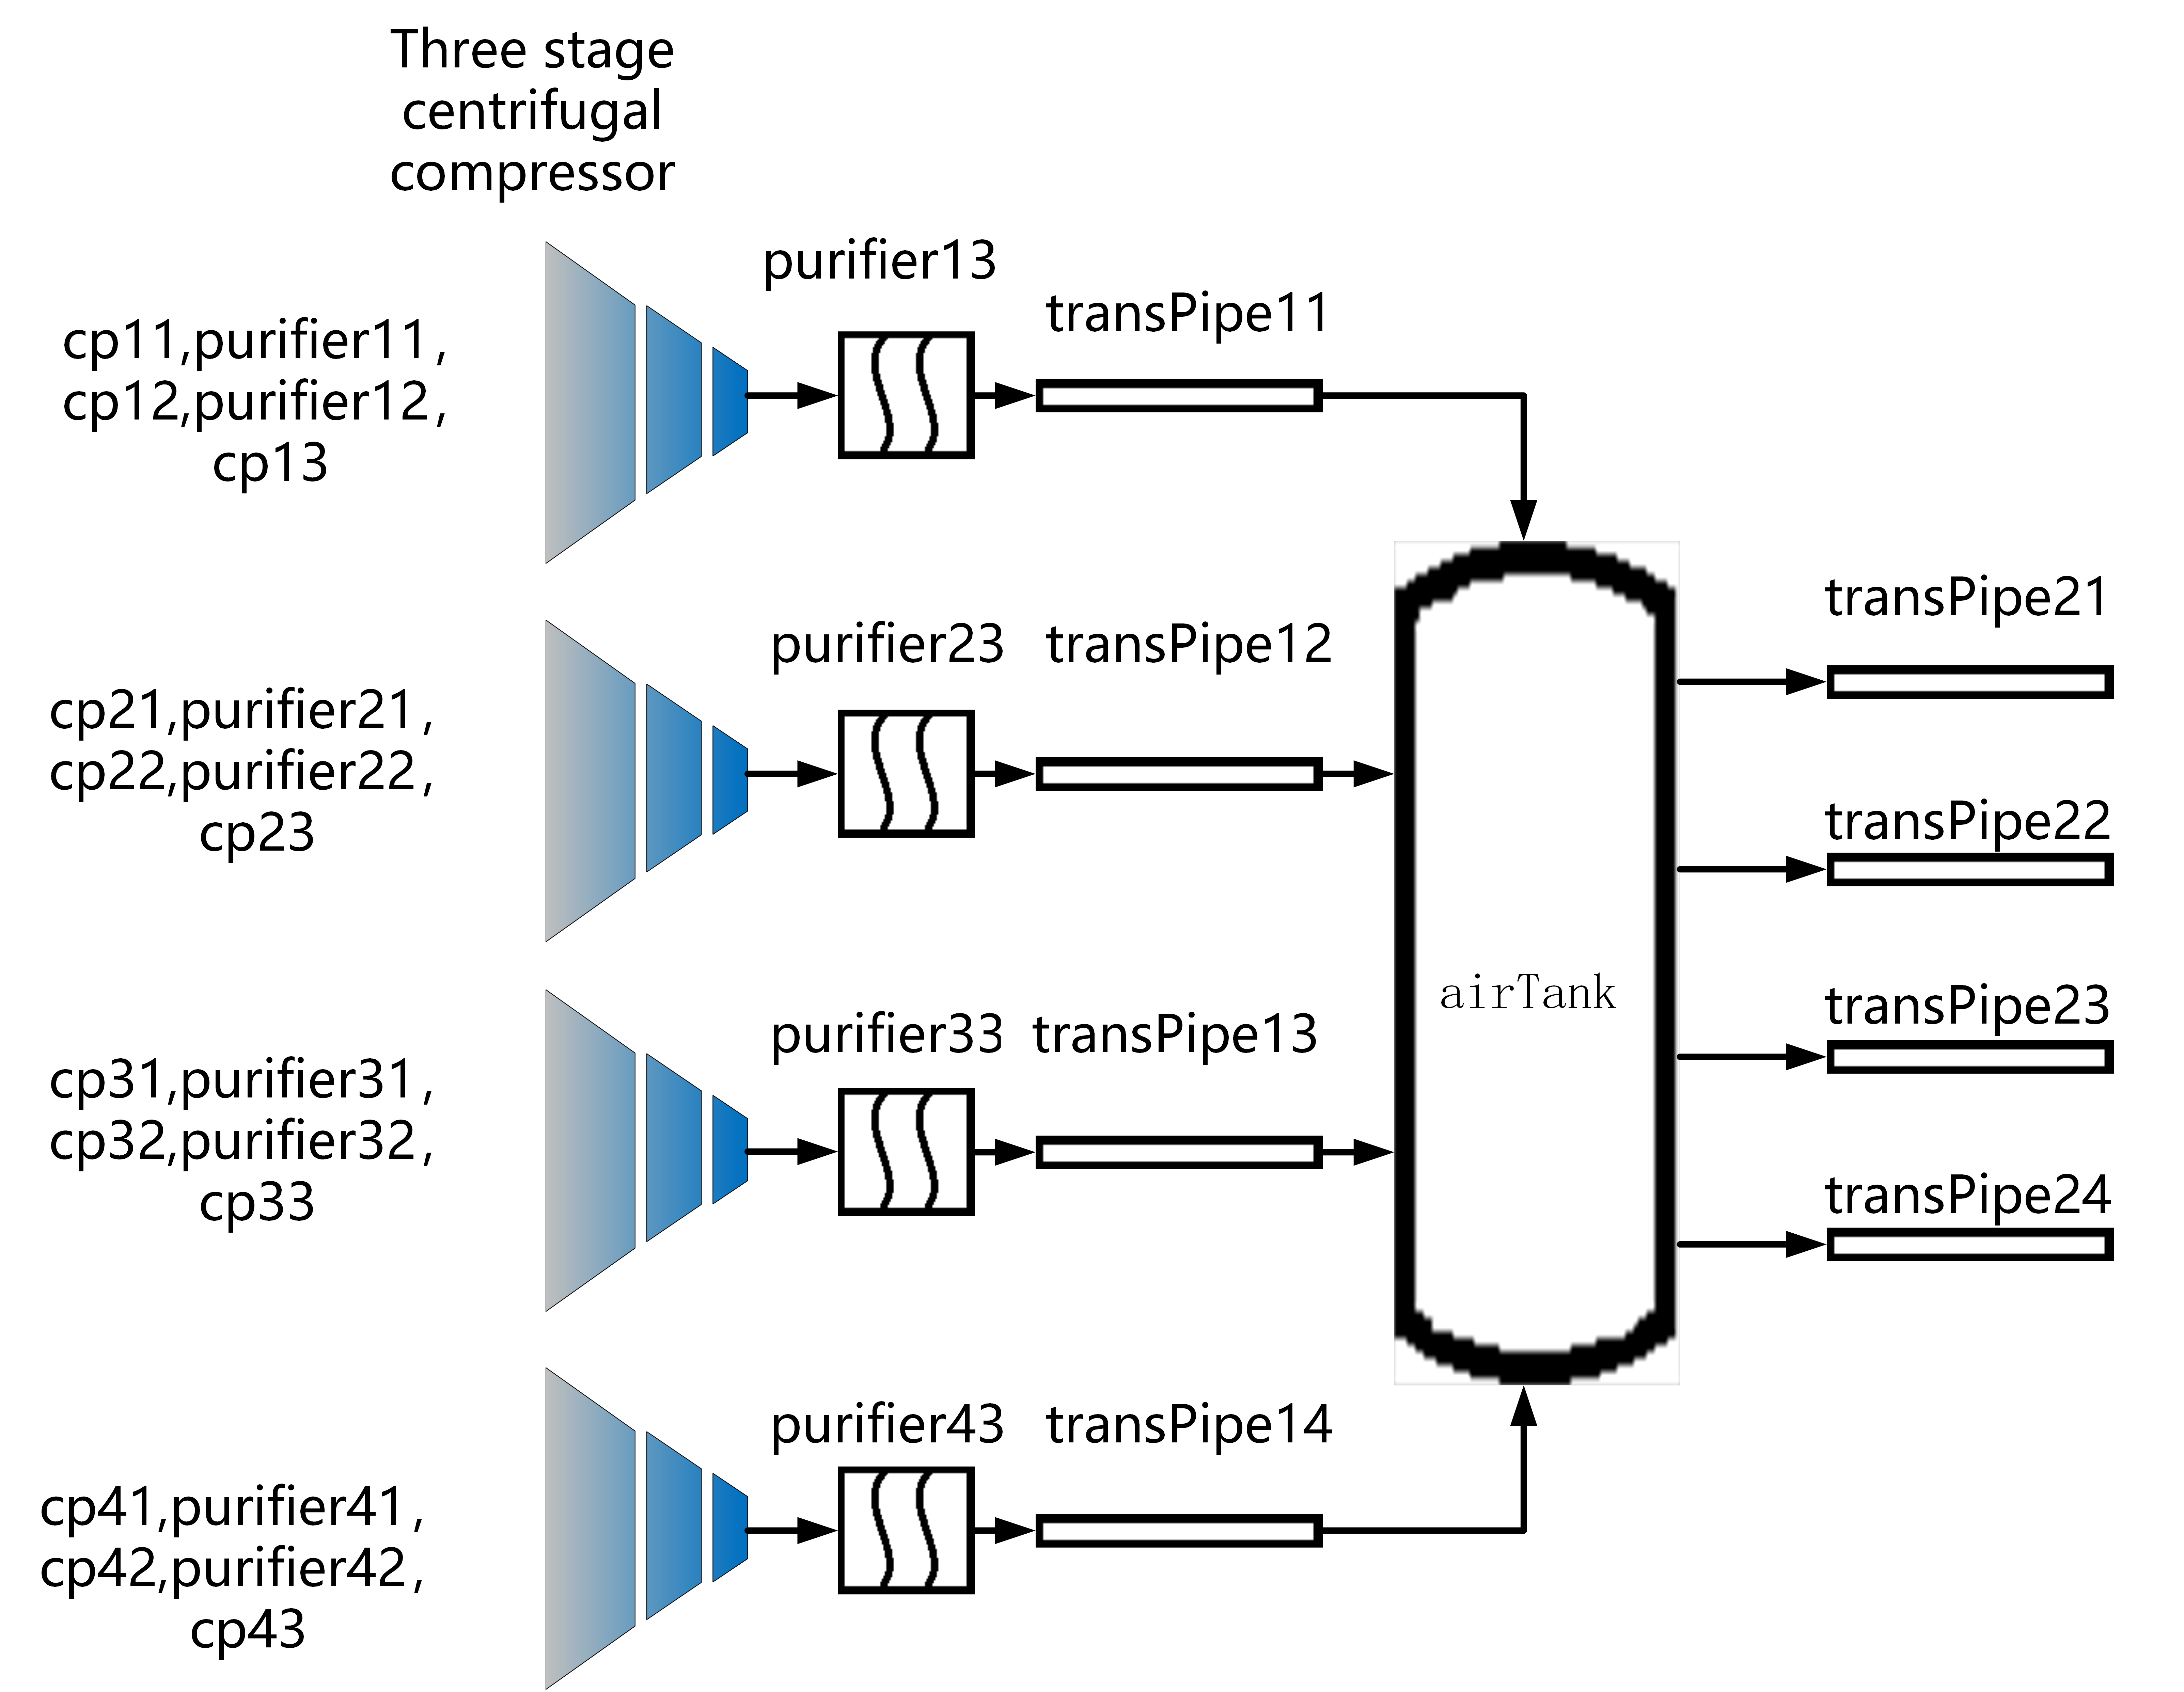 Three stage
centrifugal
compressor
purifier13
transPipe11
cp11,purifier11,
cp12,purifier12,
cp13
transPipe21
purifier23
transPipe12
cp21,purifier21,
cp22,purifier22,
cp23
transPipe22
airTank
transPipe23
purifier33
transPipe13
cp31,purifier31,
cp32,purifier32,
cp33
transPipe24
purifier43
transPipe14
cp41,purifier41,
cp42,purifier42,
cp43